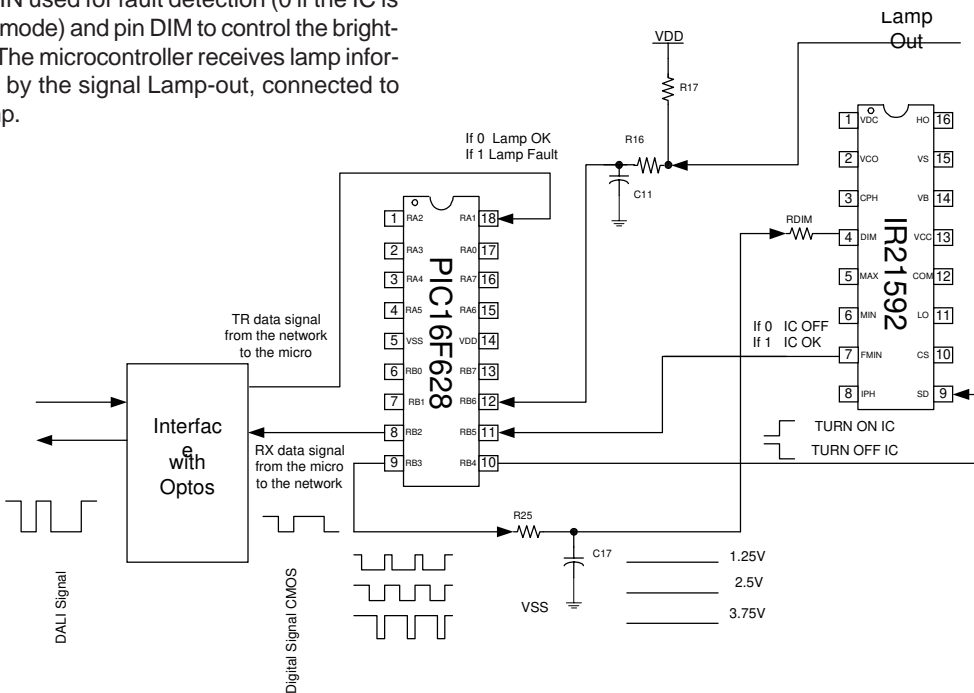 IN used for fault detection (0 if the IC is
mode) and pin DIM to control the bright-
The microcontroller receives lamp infor-
by the signal Lamp-out, connected to
Lamp
Out
VDD
R17
R16
C11
If 0 Lamp OK
If 1 Lamp Fault
1 VDC HO 16
2 VCO VS 15
3 CPH VB 14
4 DIM VCC 13
5 MAX COM 12
6 MIN LO 11
7 FMIN CS 10
8 IPH SD 9
IR21592
RDIM
1 RA2 RA1 18
2 RA3 RA0 17
3 RA4 RA7 16
4 RA5 RA6 15
5 VSS VDD 14
6 RB0 RB7 13
7 RB1 RB6 12
8 RB2 RB5 11
9 RB3 RB4 10
PIC16F628
TR data signal
from the network
to the micro
If 0 IC OFF
If 1 IC OK
Interfac
e
with
Optos
RX data signal
from the micro
to the network
TURN ON IC
TURN OFF IC
R25
C17
VSS
1.25V
2.5V
3.75V
DALI Signal
Digital Signal CMOS